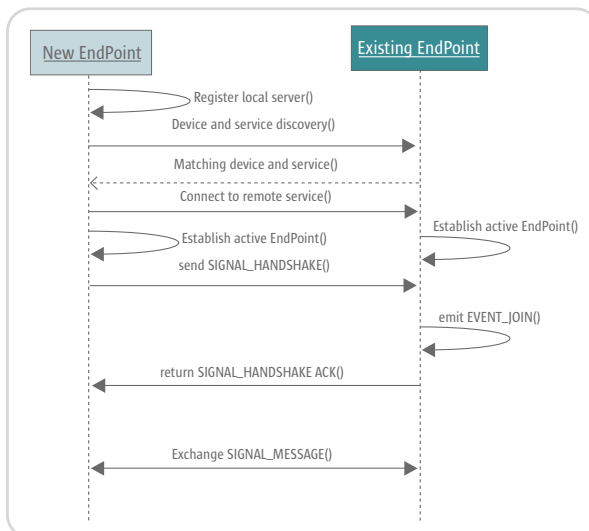 New EndPoint
Existing EndPoint
Register local server()
Device and service discovery()
Matching device and service()
Connect to remote service()
Establish active EndPoint()
Establish active EndPoint()
send SIGNAL_HANDSHAKE()
emit EVENT_JOIN()
return SIGNAL_HANDSHAKE ACK()
Exchange SIGNAL_MESSAGE()